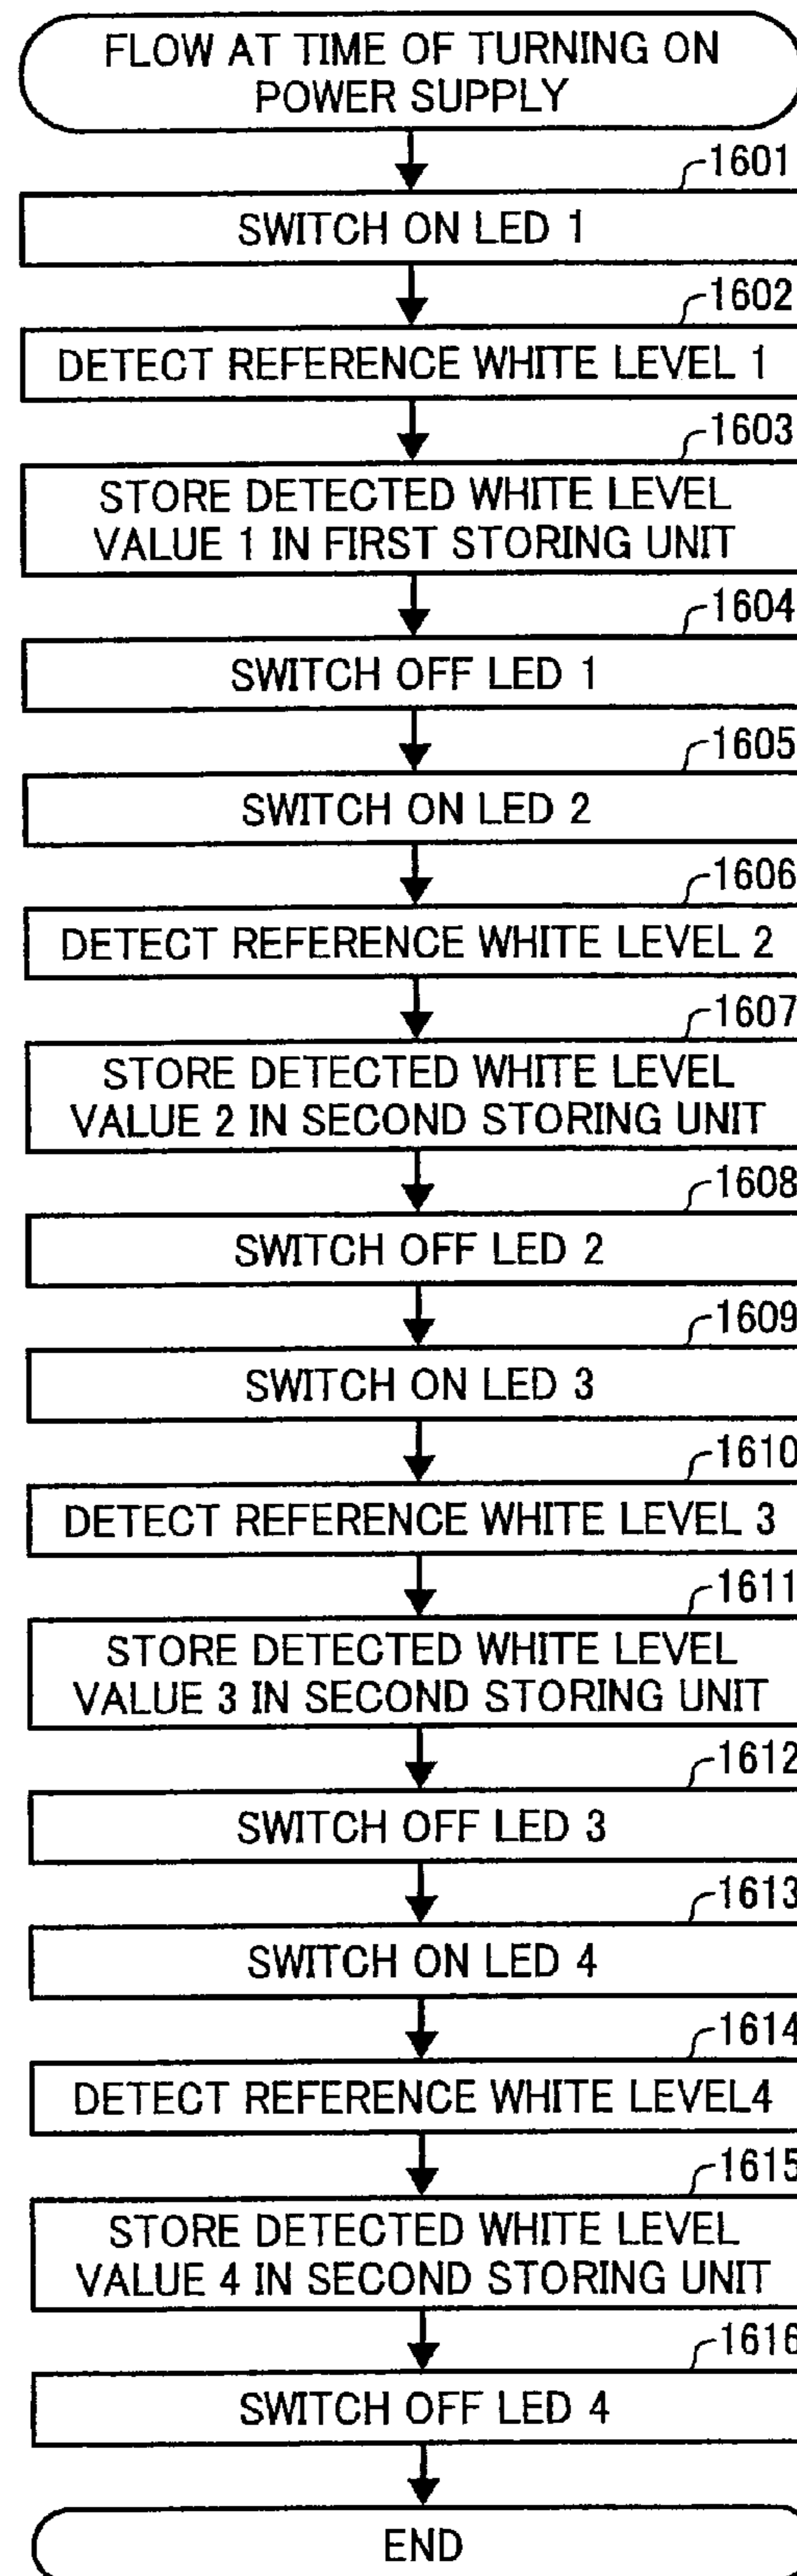 FLOW AT TIME OF TURNING ON
POWER SUPPLY
1601
SWITCH ON LED 1
1602
DETECT REFERENCE WHITE LEVEL 1
1603
STORE DETECTED WHITE LEVEL
VALUE 1 IN FIRST STORING UNIT
1604
SWITCH OFF LED 1
1605
SWITCH ON LED 2
1606
DETECT REFERENCE WHITE LEVEL 2
1607
STORE DETECTED WHITE LEVEL
VALUE 2 IN SECOND STORING UNIT
1608
SWITCH OFF LED 2
1609
SWITCH ON LED 3
1610
DETECT REFERENCE WHITE LEVEL 3
1611
STORE DETECTED WHITE LEVEL
VALUE 3 IN SECOND STORING UNIT
1612
SWITCH OFF LED 3
1613
SWITCH ON LED 4
1614
DETECT REFERENCE WHITE LEVEL4
1615
STORE DETECTED WHITE LEVEL
VALUE 4 IN SECOND STORING UNIT
1616
SWITCH OFF LED 4
END